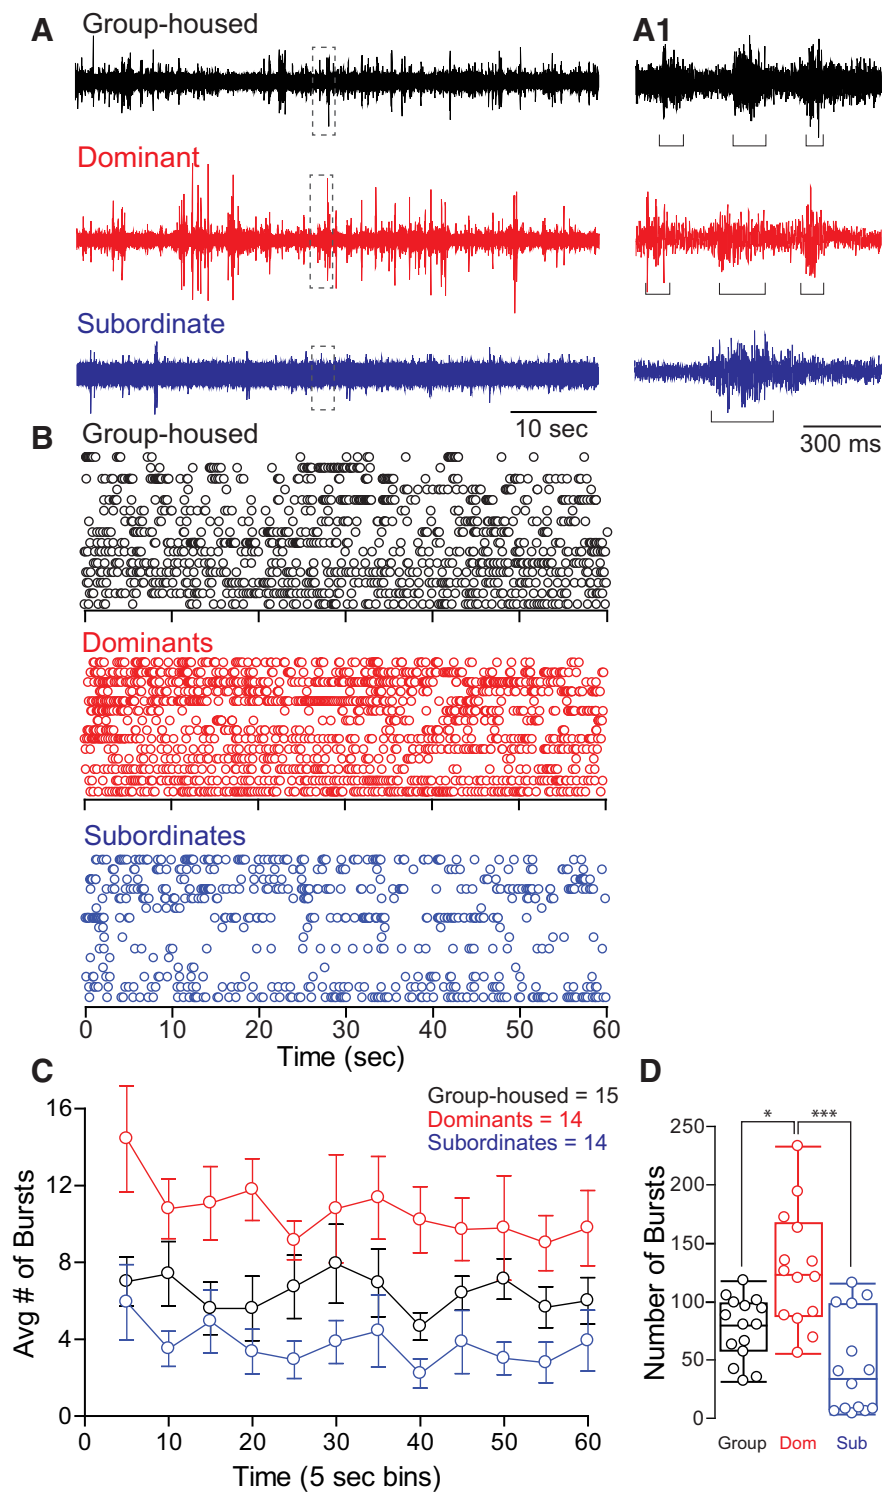 A
Group-housed
A1
Dominant
Subordinate
10 sec
300 ms
B
Group-housed
Dominants
Subordinates
0 10 20 30 40 50 60
Time (sec)
C
Group-housed = 15
Dominants = 14
Subordinates = 14
16
12
8
4
0
Avg # of Bursts
0 10 20 30 40 50 60
Time (5 sec bins)
D
* ***
250
200
150
100
50
0
Number of Bursts
Group Dom Sub